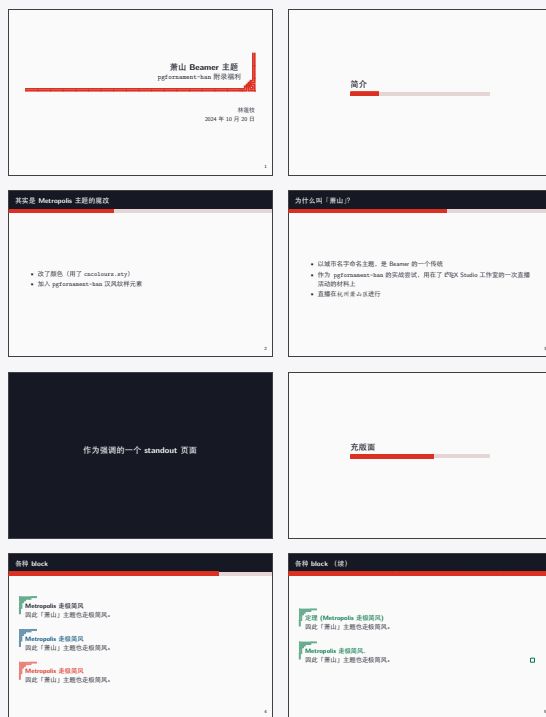 萧山 Beamer 主题
pgfornament-han 附录福利
林莲枝
2024 年 10 月 20 日
1
简介
其实是 Metropolis 主题的魔改
改了颜色（用了 cncolours.sty）
加入 pgfornament-han 汉风纹样元素
2
为什么叫「萧山」？
以城市名字命名主题，是 Beamer 的一个传统
作为 pgfornament-han 的实战尝试，用在了 LaTeX Studio 工作室的一次直播
活动的材料上
直播在杭州萧山区进行
3
作为强调的一个 standout 页面
充版面
各种 block
Metropolis 走极简风
因此「萧山」主题也走极简风。
Metropolis 走极简风
因此「萧山」主题也走极简风。
Metropolis 走极简风
因此「萧山」主题也走极简风。
4
各种 block （续）
定理 (Metropolis 走极简风)
因此「萧山」主题也走极简风。
Metropolis 走极简风.
因此「萧山」主题也走极简风。
5